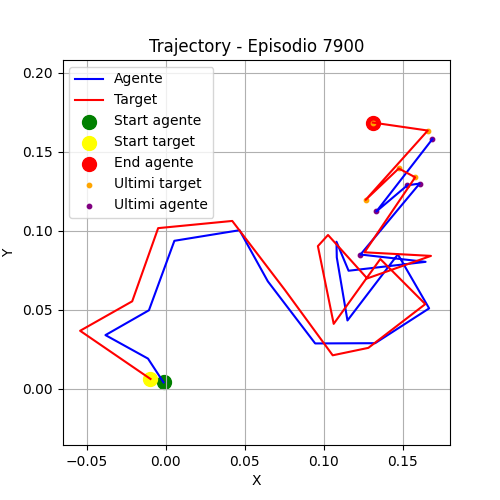 Trajectory - Episodio 7900
Agente
Target
Start agente
Start target
End agente
Ultimi target
Ultimi agente
0.20
0.15
0.10
0.05
0.00
Y
−0.05
0.00
0.05
0.10
0.15
X